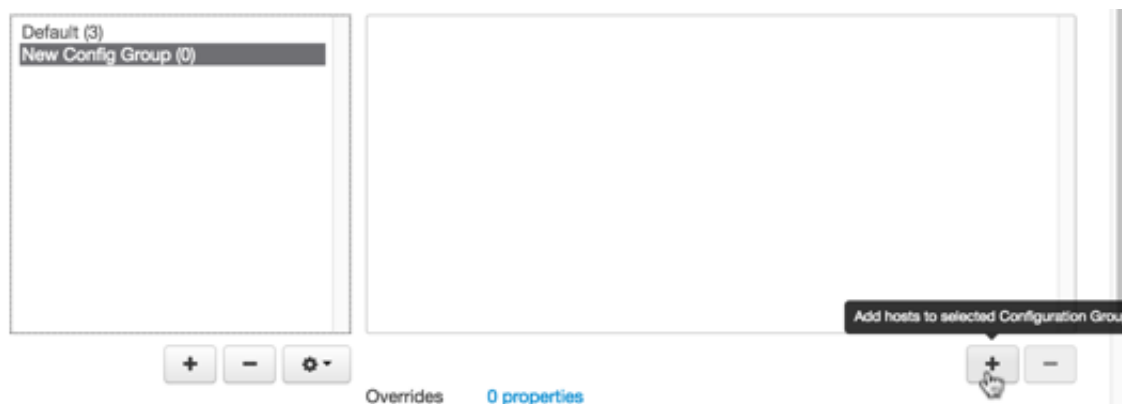 Default (3)
New Config Group (0)
Add hosts to selected Configuration Grou
+ − + −
Overrides 0 properties